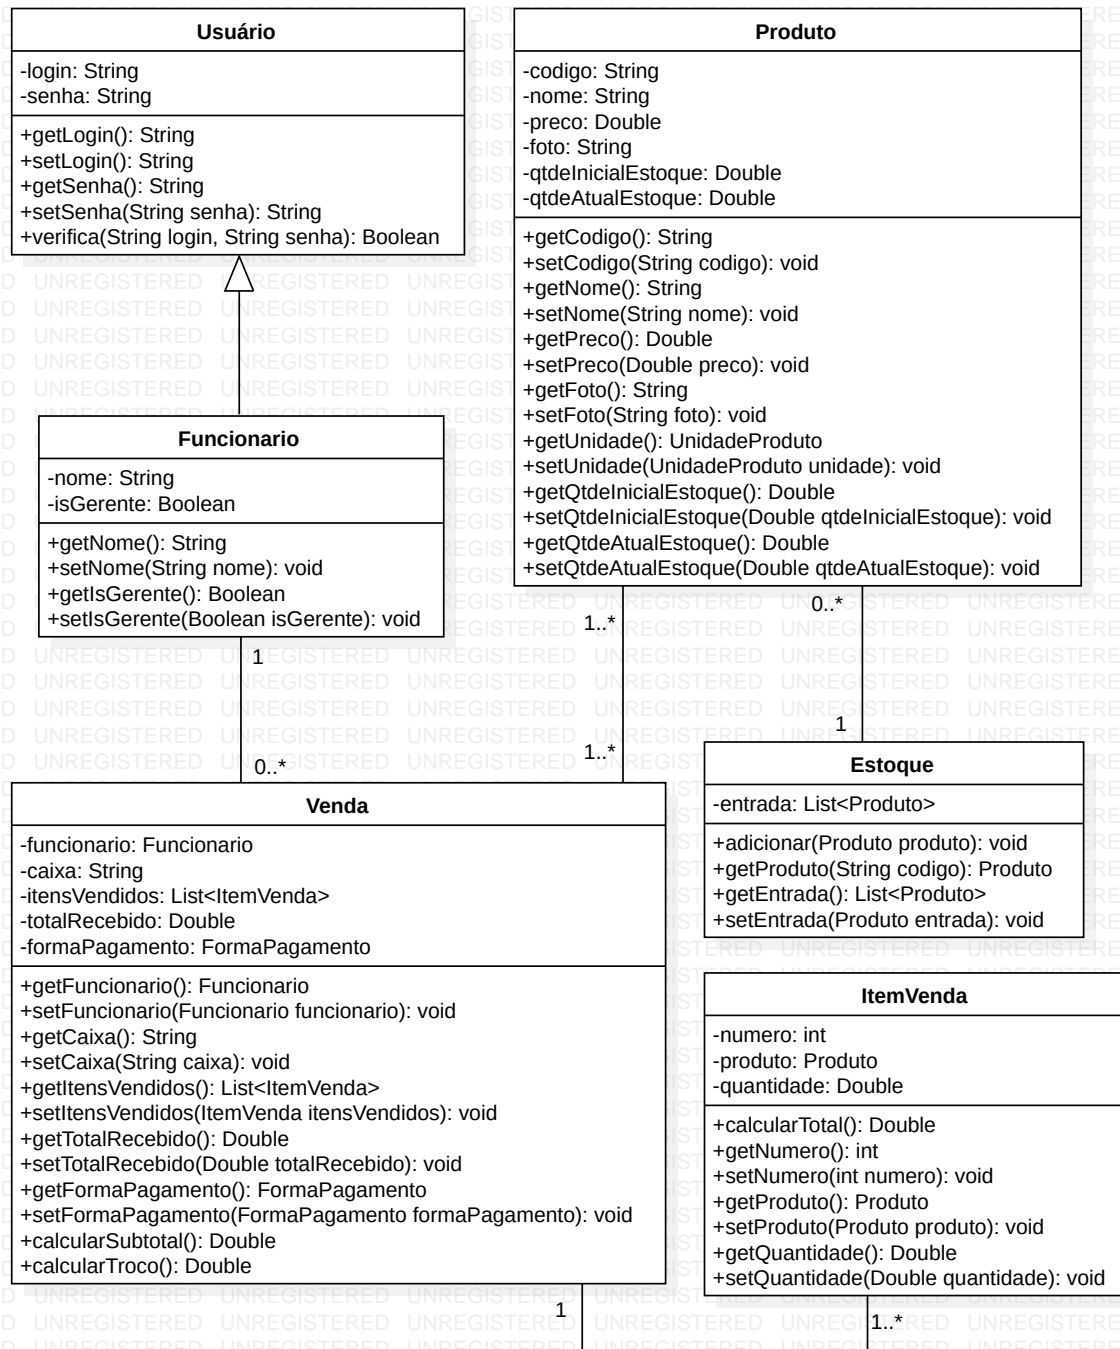 Usuário
-login: String
-senha: String
+getLogin(): String
+setLogin(): String
+getSenha(): String
+setSenha(String senha): String
+verifica(String login, String senha): Boolean
Produto
-codigo: String
-nome: String
-preco: Double
-foto: String
-qtdeInicialEstoque: Double
-qtdeAtualEstoque: Double
+getCodigo(): String
+setCodigo(String codigo): void
+getNome(): String
+setNome(String nome): void
+getPreco(): Double
+setPreco(Double preco): void
+getFoto(): String
+setFoto(String foto): void
+getUnidade(): UnidadeProduto
+setUnidade(UnidadeProduto unidade): void
+getQtdeInicialEstoque(): Double
+setQtdeInicialEstoque(Double qtdeInicialEstoque): void
+getQtdeAtualEstoque(): Double
+setQtdeAtualEstoque(Double qtdeAtualEstoque): void
Funcionario
-nome: String
-isGerente: Boolean
+getNome(): String
+setNome(String nome): void
+getIsGerente(): Boolean
+setIsGerente(Boolean isGerente): void
1
0..*
1..*
1..*
0..*
1
Estoque
-entrada: List<Produto>
+adicionar(Produto produto): void
+getProduto(String codigo): Produto
+getEntrada(): List<Produto>
+setEntrada(Produto entrada): void
Venda
-funcionario: Funcionario
-caixa: String
-itensVendidos: List<ItemVenda>
-totalRecebido: Double
-formaPagamento: FormaPagamento
+getFuncionario(): Funcionario
+setFuncionario(Funcionario funcionario): void
+getCaixa(): String
+setCaixa(String caixa): void
+getItensVendidos(): List<ItemVenda>
+setItensVendidos(ItemVenda itensVendidos): void
+getTotalRecebido(): Double
+setTotalRecebido(Double totalRecebido): void
+getFormaPagamento(): FormaPagamento
+setFormaPagamento(FormaPagamento formaPagamento): void
+calcularSubtotal(): Double
+calcularTroco(): Double
ItemVenda
-numero: int
-produto: Produto
-quantidade: Double
+calcularTotal(): Double
+getNumero(): int
+setNumero(int numero): void
+getProduto(): Produto
+setProduto(Produto produto): void
+getQuantidade(): Double
+setQuantidade(Double quantidade): void
1
1..*
UNREGISTERED